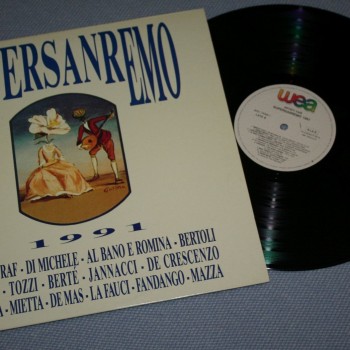 ERSANREMO
1991
RAF · DI MICHELE · AL BANO E ROMINA · BERTOLI
· TOZZI · BERTÈ · JANNACCI · DE CRESCENZO
· MIETTA · DE MAS · LA FAUCI · FANDANGO · MAZZA
wea